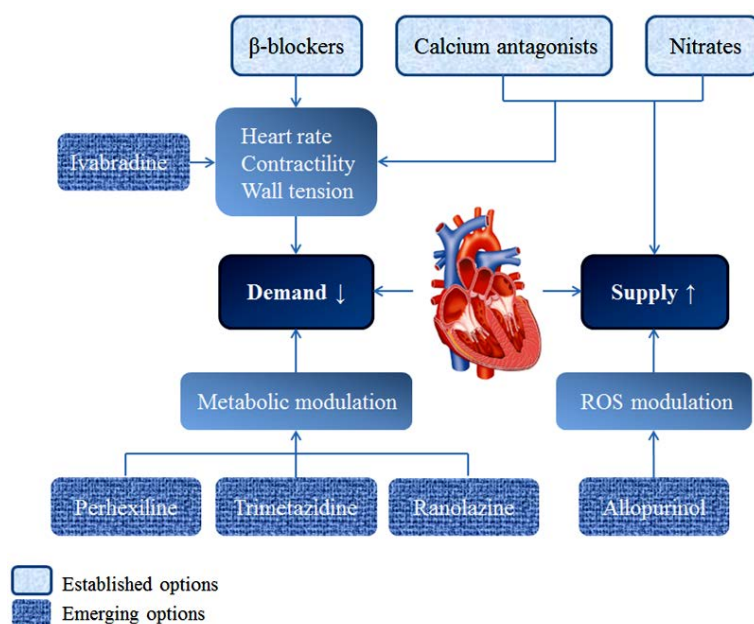 β-blockers
Calcium antagonists
Nitrates
Ivabradine
Heart rate
Contractility
Wall tension
Demand ↓
Supply ↑
Metabolic modulation
ROS modulation
Perhexiline
Trimetazidine
Ranolazine
Allopurinol
Established options
Emerging options